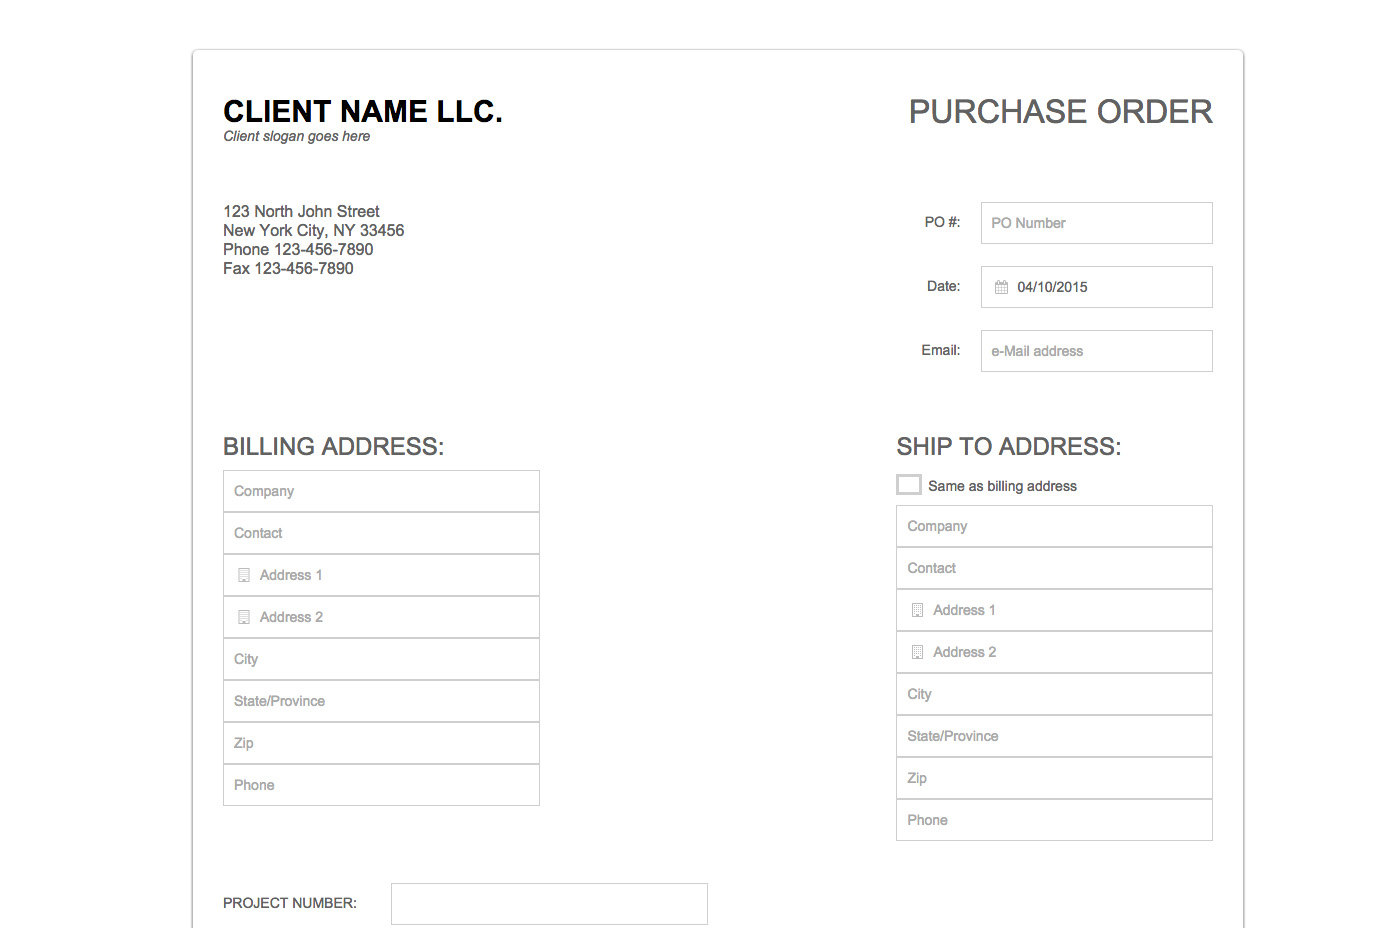 CLIENT NAME LLC.
Client slogan goes here
PURCHASE ORDER
123 North John Street
New York City, NY 33456
Phone 123-456-7890
Fax 123-456-7890
PO #: PO Number
Date: 04/10/2015
Email: e-Mail address
BILLING ADDRESS:
Company
Contact
Address 1
Address 2
City
State/Province
Zip
Phone
SHIP TO ADDRESS:
Same as billing address
Company
Contact
Address 1
Address 2
City
State/Province
Zip
Phone
PROJECT NUMBER: